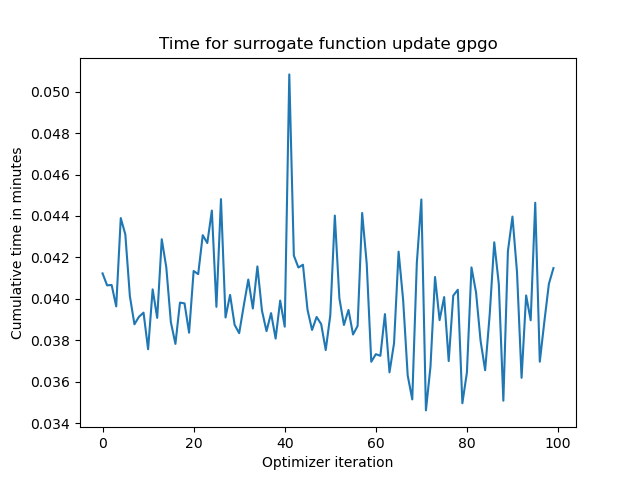 Time for surrogate function update gpgo
Cumulative time in minutes
0.050
0.048
0.046
0.044
0.042
0.040
0.038
0.036
0.034
0 20 40 60 80 100
Optimizer iteration